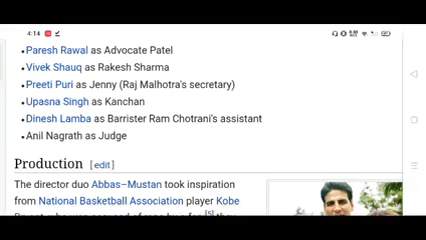 4:14
• Paresh Rawal as Advocate Patel
• Vivek Shauq as Rakesh Sharma
• Preeti Puri as Jenny (Raj Malhotra's secretary)
• Upasna Singh as Kanchan
• Dinesh Lamba as Barrister Ram Chotrani's assistant
• Anil Nagrath as Judge
Production [edit]
The director duo Abbas–Mustan took inspiration
from National Basketball Association player Kobe